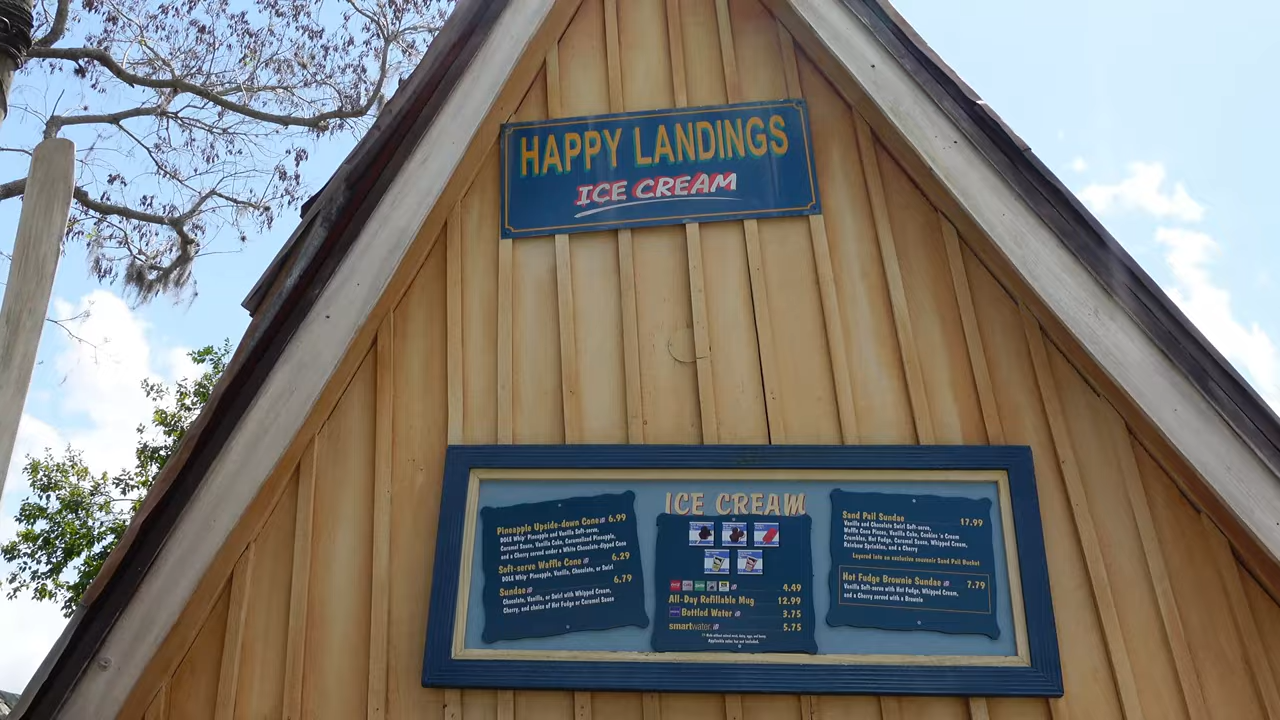 HAPPY LANDINGS
ICE CREAM
ICE CREAM
Pineapple Upside-down Cone 6.99
DOLE Whip Pineapple and Vanilla Soft-serve,
Caramel Sauce, Vanilla Cake, Caramelized Pineapple,
and a Cherry served under a White Chocolate-dipped Cone
Soft-serve Waffle Cone 6.29
DOLE Whip Pineapple, Vanilla, Chocolate, or Swirl
Sundae 6.79
Chocolate, Vanilla, or Swirl with Whipped Cream,
Cherry, and choice of Hot Fudge or Caramel Sauce
4.49
All-Day Refillable Mug 12.99
Bottled Water 3.75
smartwater 5.75
Applicable sales tax not included.
Sand Pail Sundae 17.99
Vanilla and Chocolate Swirl Soft-serve,
Waffle Cone Pieces, Vanilla Cake, Cookies 'n Cream
Crumbles, Hot Fudge, Caramel Sauce, Whipped Cream,
Rainbow Sprinkles, and a Cherry
Layered into an exclusive souvenir Sand Pail Bucket
Hot Fudge Brownie Sundae 7.79
Vanilla Soft-serve with Hot Fudge, Whipped Cream,
and a Cherry served with a Brownie